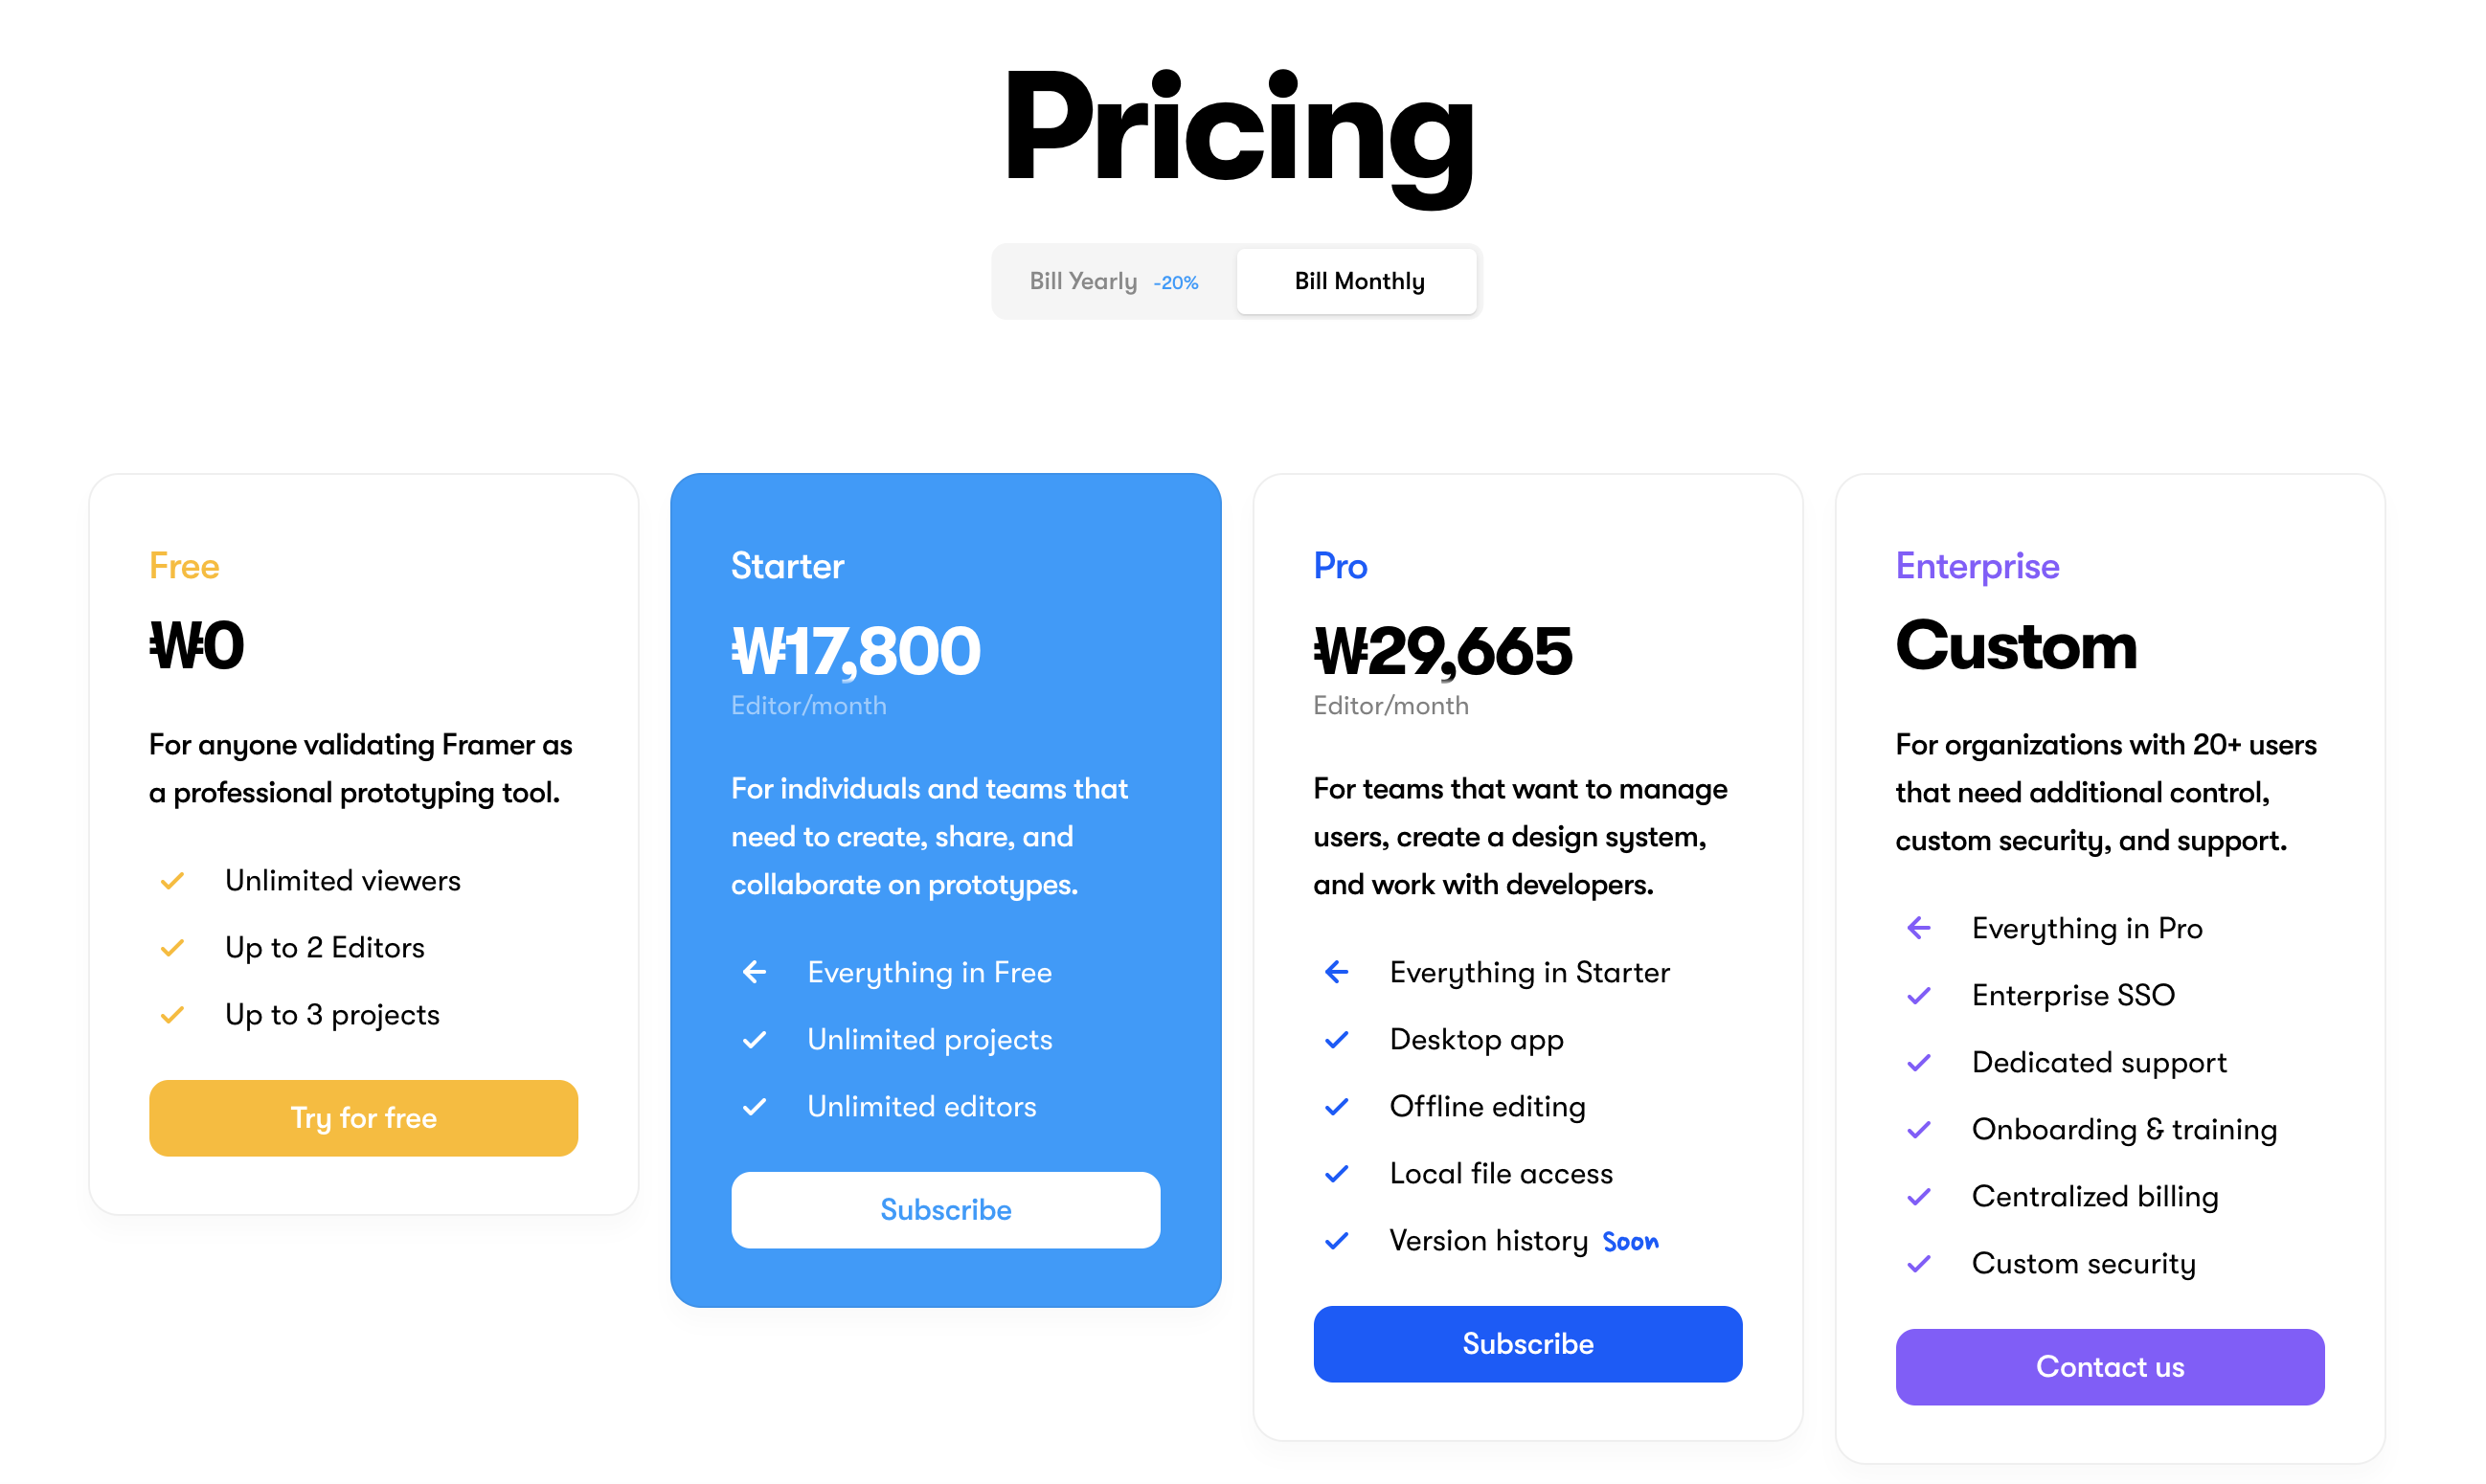 Pricing
Bill Yearly -20%
Bill Monthly
Free
₩0
For anyone validating Framer as
a professional prototyping tool.
Unlimited viewers
Up to 2 Editors
Up to 3 projects
Try for free
Starter
₩17,800
Editor/month
For individuals and teams that
need to create, share, and
collaborate on prototypes.
Everything in Free
Unlimited projects
Unlimited editors
Subscribe
Pro
₩29,665
Editor/month
For teams that want to manage
users, create a design system,
and work with developers.
Everything in Starter
Desktop app
Offline editing
Local file access
Version history Soon
Subscribe
Enterprise
Custom
For organizations with 20+ users
that need additional control,
custom security, and support.
Everything in Pro
Enterprise SSO
Dedicated support
Onboarding & training
Centralized billing
Custom security
Contact us